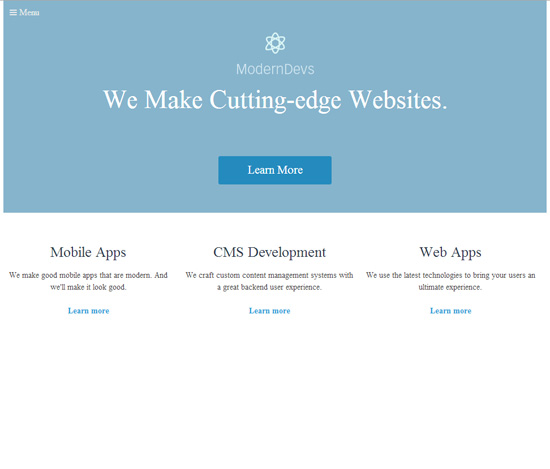 Menu
ModernDevs
We Make Cutting-edge Websites.
Learn More
Mobile Apps
We make good mobile apps that are modern. And
we'll make it look good.
Learn more
CMS Development
We craft custom content management systems with
a great backend user experience.
Learn more
Web Apps
We use the latest technologies to bring your users an
ultimate experience.
Learn more